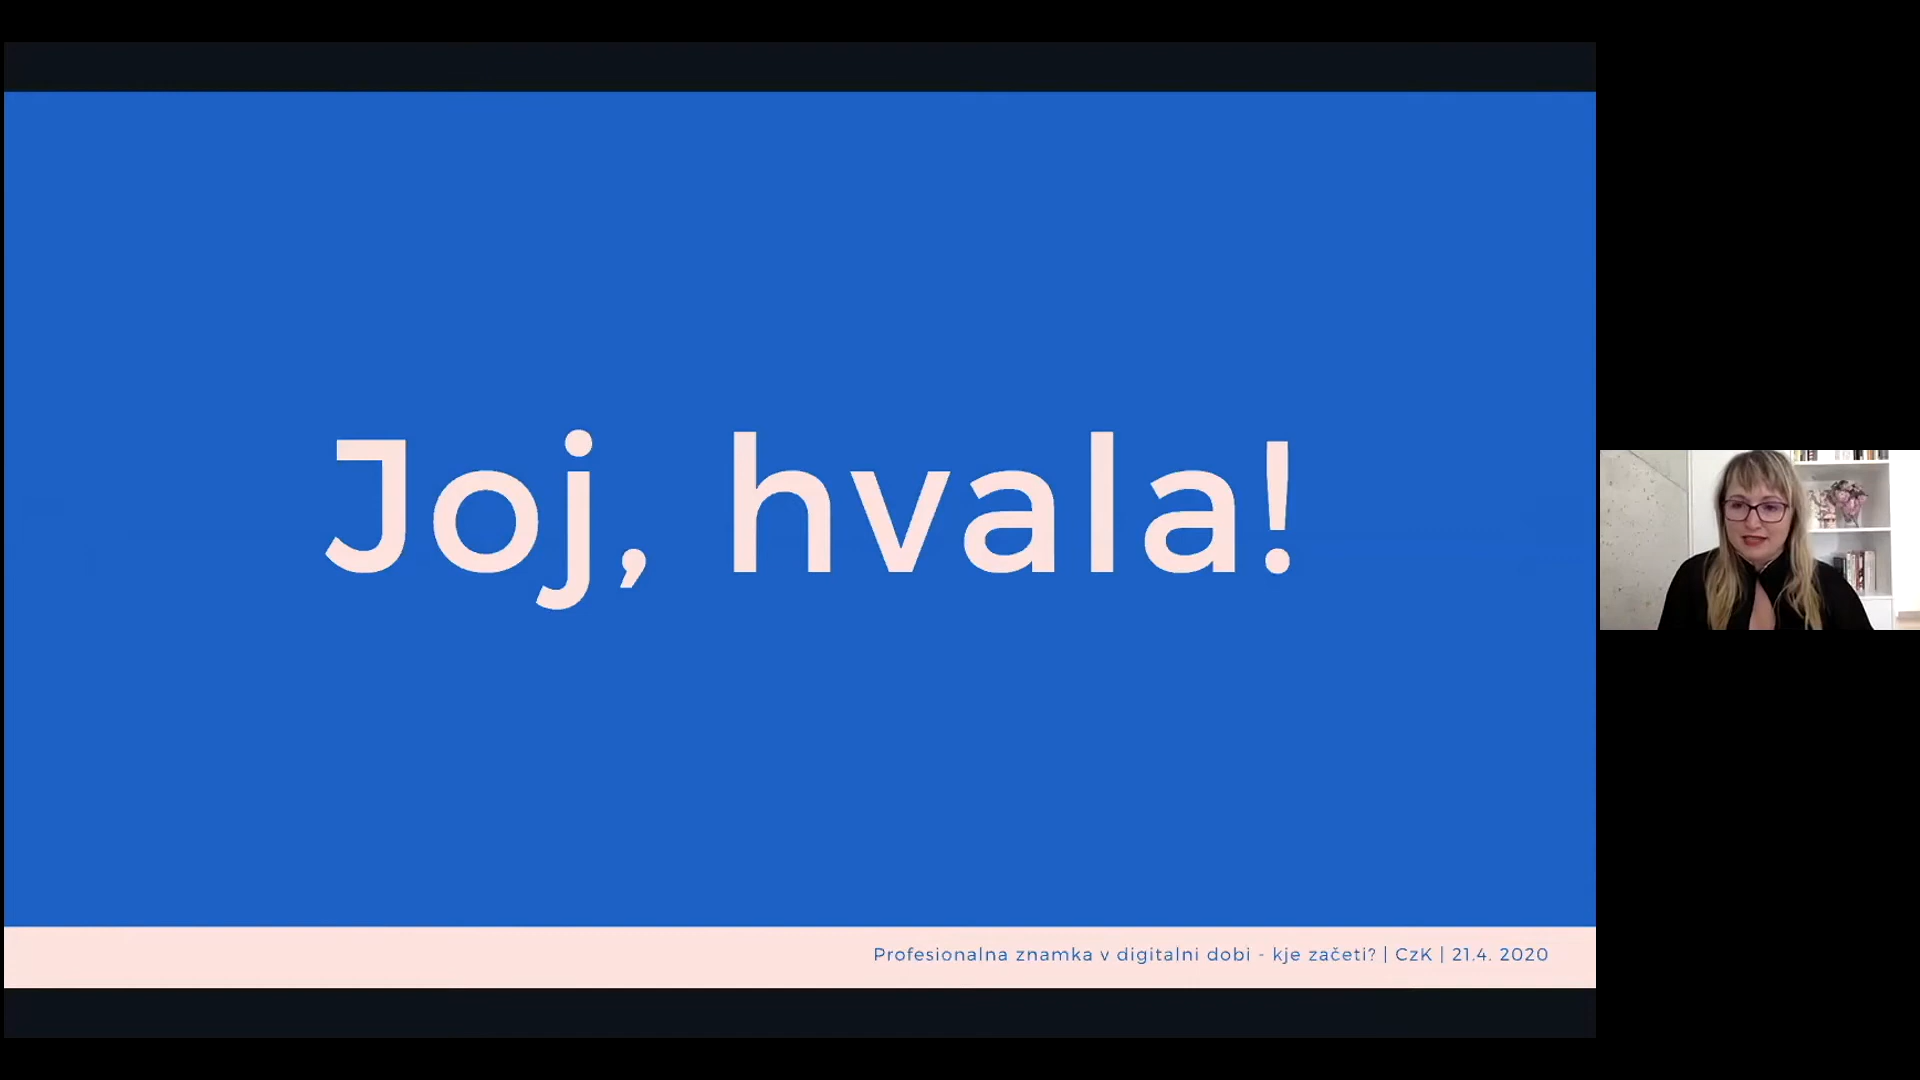 Joj, hvala!
Profesionalna znamka v digitalni dobi - kje začeti? | CzK | 21.4. 2020